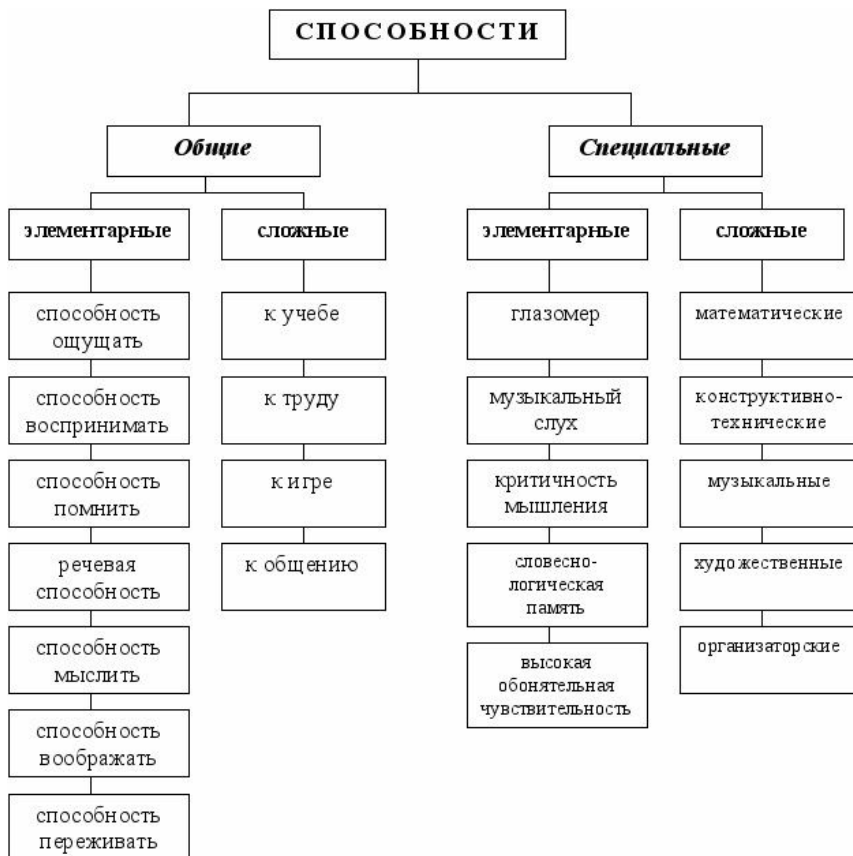 СПОСОБНОСТИ
Общие
Специальные
элементарные
сложные
элементарные
сложные
способность
ощущать
способность
воспринимать
способность
помнить
речевая
способность
способность
мыслить
способность
воображать
способность
переживать
к учебе
к труду
к игре
к общению
глазомер
музыкальный
слух
критичность
мышления
словесно-
логическая
память
высокая
обонятельная
чувствительность
математические
конструктивно-
технические
музыкальные
художественные
организаторские